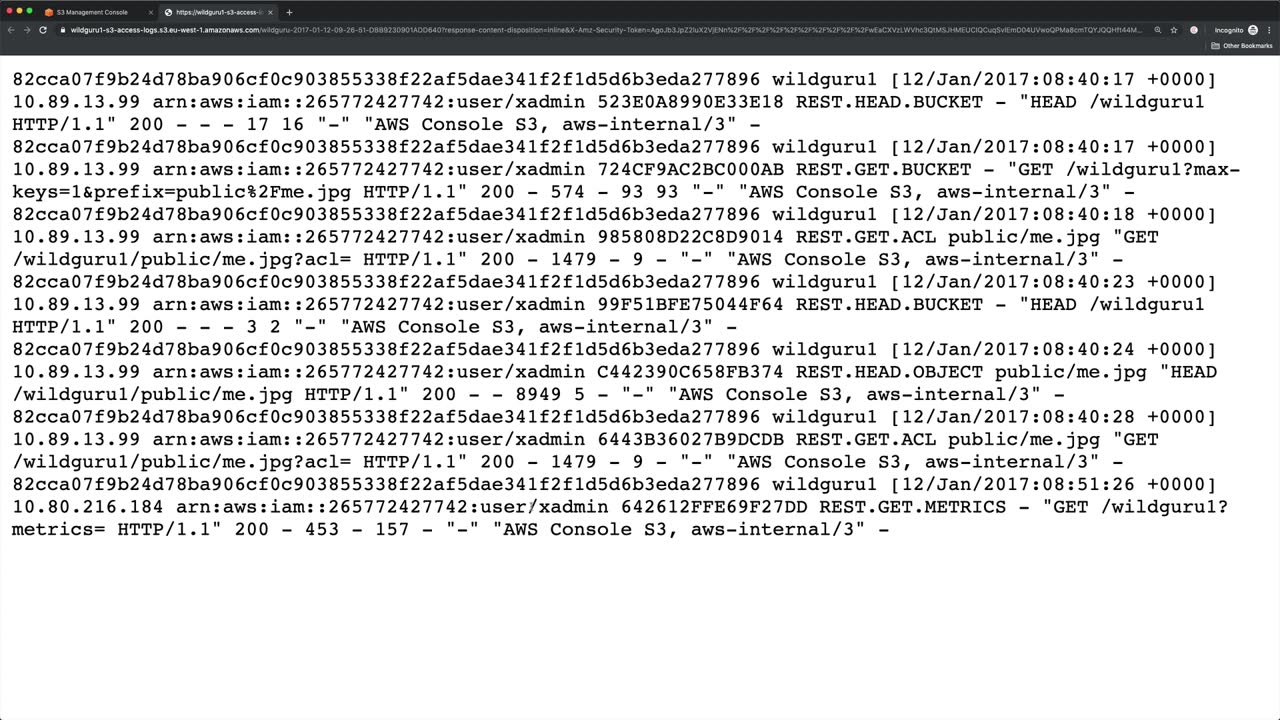 S3 Management Console
https://wildguru1-s3-access-l
Incognito
wildguru1-s3-access-logs.s3.eu-west-1.amazonaws.com/wildguru-2017-01-12-09-26-51-DBB9230901ADD640?response-content-disposition=inline&X-Amz-Security-Token=
Other Bookmarks
82cca07f9b24d78ba906cf0c903855338f22af5dae341f2f1d5d6b3eda277896 wildguru1 [12/Jan/2017:08:40:17 +0000]
10.89.13.99 arn:aws:iam::265772427742:user/xadmin 523E0A8990E33E18 REST.HEAD.BUCKET - "HEAD /wildguru1
HTTP/1.1" 200 - - - 17 16 "-" "AWS Console S3, aws-internal/3" -
82cca07f9b24d78ba906cf0c903855338f22af5dae341f2f1d5d6b3eda277896 wildguru1 [12/Jan/2017:08:40:17 +0000]
10.89.13.99 arn:aws:iam::265772427742:user/xadmin 724CF9AC2BC000AB REST.GET.BUCKET - "GET /wildguru1?max-
keys=1&prefix=public%2Fme.jpg HTTP/1.1" 200 - 574 - 93 93 "-" "AWS Console S3, aws-internal/3" -
82cca07f9b24d78ba906cf0c903855338f22af5dae341f2f1d5d6b3eda277896 wildguru1 [12/Jan/2017:08:40:18 +0000]
10.89.13.99 arn:aws:iam::265772427742:user/xadmin 985808D22C8D9014 REST.GET.ACL public/me.jpg "GET
/wildguru1/public/me.jpg?acl= HTTP/1.1" 200 - 1479 - 9 - "-" "AWS Console S3, aws-internal/3" -
82cca07f9b24d78ba906cf0c903855338f22af5dae341f2f1d5d6b3eda277896 wildguru1 [12/Jan/2017:08:40:23 +0000]
10.89.13.99 arn:aws:iam::265772427742:user/xadmin 99F51BFE75044F64 REST.HEAD.BUCKET - "HEAD /wildguru1
HTTP/1.1" 200 - - - 3 2 "-" "AWS Console S3, aws-internal/3" -
82cca07f9b24d78ba906cf0c903855338f22af5dae341f2f1d5d6b3eda277896 wildguru1 [12/Jan/2017:08:40:24 +0000]
10.89.13.99 arn:aws:iam::265772427742:user/xadmin C442390C658FB374 REST.HEAD.OBJECT public/me.jpg "HEAD
/wildguru1/public/me.jpg HTTP/1.1" 200 - - 8949 5 - "-" "AWS Console S3, aws-internal/3" -
82cca07f9b24d78ba906cf0c903855338f22af5dae341f2f1d5d6b3eda277896 wildguru1 [12/Jan/2017:08:40:28 +0000]
10.89.13.99 arn:aws:iam::265772427742:user/xadmin 6443B36027B9DCDB REST.GET.ACL public/me.jpg "GET
/wildguru1/public/me.jpg?acl= HTTP/1.1" 200 - 1479 - 9 - "-" "AWS Console S3, aws-internal/3" -
82cca07f9b24d78ba906cf0c903855338f22af5dae341f2f1d5d6b3eda277896 wildguru1 [12/Jan/2017:08:51:26 +0000]
10.80.216.184 arn:aws:iam::265772427742:user/xadmin 642612FFE69F27DD REST.GET.METRICS - "GET /wildguru1?
metrics= HTTP/1.1" 200 - 453 - 157 - "-" "AWS Console S3, aws-internal/3" -